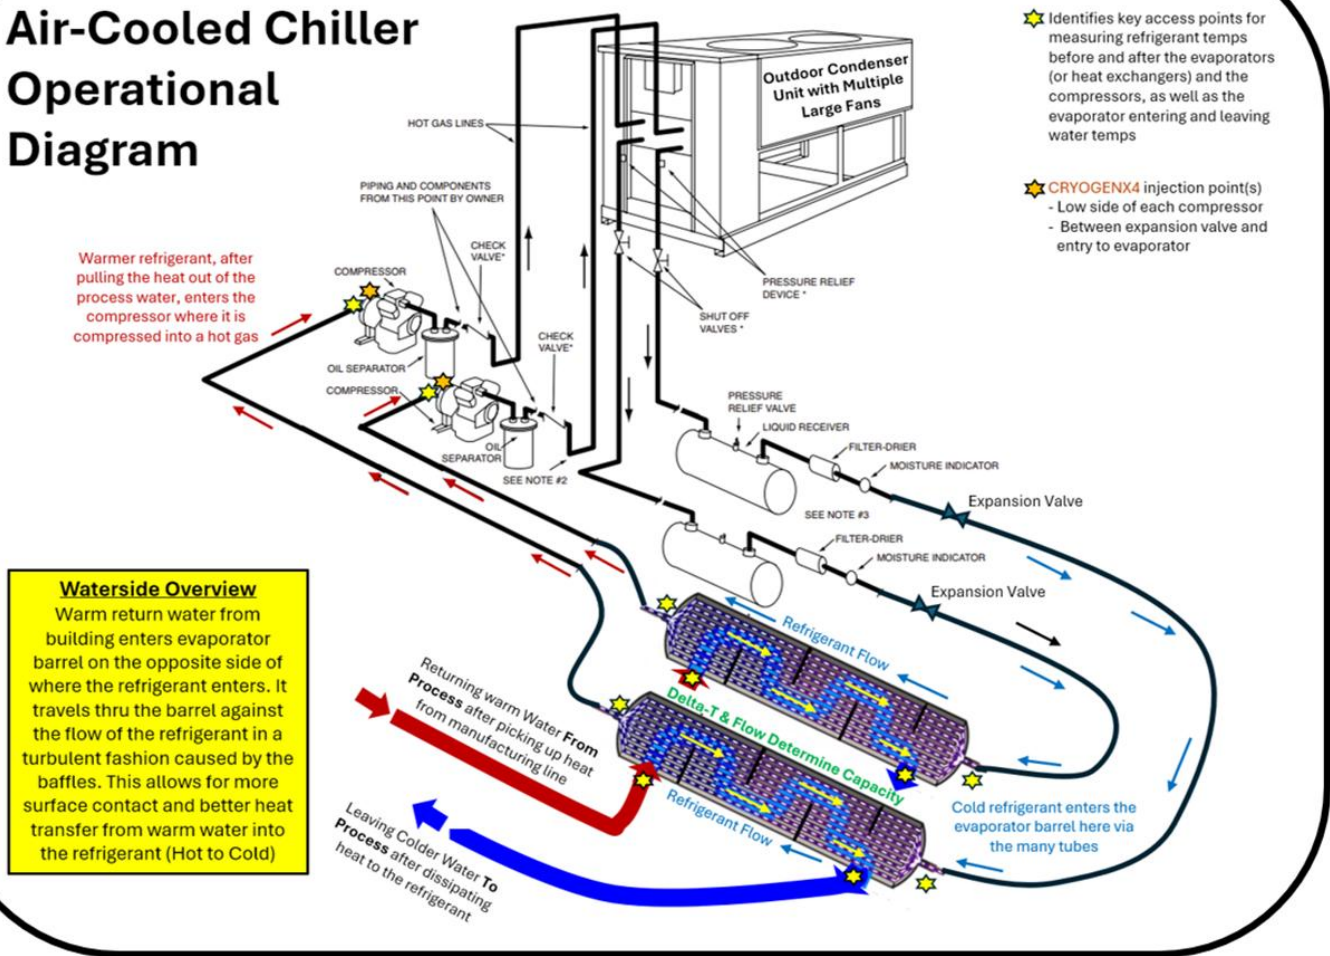 Air-Cooled Chiller
Operational
Diagram
Identifies key access points for
measuring refrigerant temps
before and after the evaporators
(or heat exchangers) and the
compressors, as well as the
evaporator entering and leaving
water temps
CRYOGENX4 injection point(s)
- Low side of each compressor
- Between expansion valve and
entry to evaporator
Outdoor Condenser
Unit with Multiple
Large Fans
HOT GAS LINES
PIPING AND COMPONENTS
FROM THIS POINT BY OWNER
CHECK
VALVE*
Warmer refrigerant, after
pulling the heat out of the
process water, enters the
compressor where it is
compressed into a hot gas
COMPRESSOR
PRESSURE RELIEF
DEVICE *
SHUT OFF
VALVES *
CHECK
VALVE*
OIL SEPARATOR
COMPRESSOR
OIL
SEPARATOR
SEE NOTE #2
PRESSURE
RELIEF VALVE
LIQUID RECEIVER
FILTER-DRIER
MOISTURE INDICATOR
Expansion Valve
SEE NOTE #3
FILTER-DRIER
MOISTURE INDICATOR
Expansion Valve
Waterside Overview
Warm return water from
building enters evaporator
barrel on the opposite side of
where the refrigerant enters. It
travels thru the barrel against
the flow of the refrigerant in a
turbulent fashion caused by the
baffles. This allows for more
surface contact and better heat
transfer from warm water into
the refrigerant (Hot to Cold)
Refrigerant Flow
Returning warm Water From
Process after picking up heat
from manufacturing line
Delta-T & Flow Determine Capacity
Refrigerant Flow
Cold refrigerant enters the
evaporator barrel here via
the many tubes
Leaving Colder Water To
Process after dissipating
heat to the refrigerant